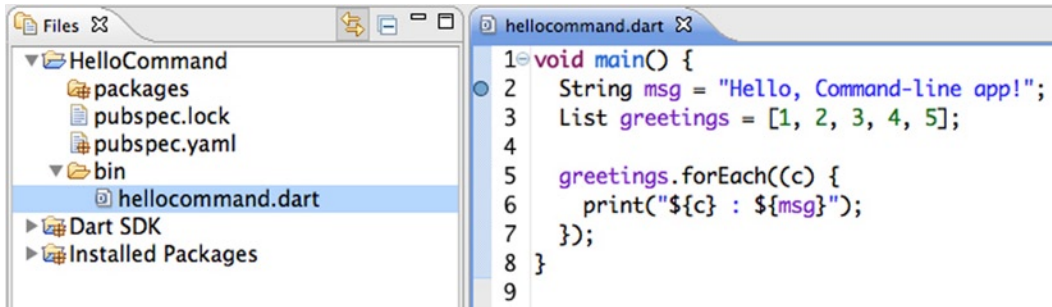 Files
HelloCommand
packages
pubspec.lock
pubspec.yaml
bin
hellocommand.dart
Dart SDK
Installed Packages
hellocommand.dart
1 void main() {
2   String msg = "Hello, Command-line app!";
3   List greetings = [1, 2, 3, 4, 5];
4
5   greetings.forEach((c) {
6     print("${c} : ${msg}");
7   });
8 }
9